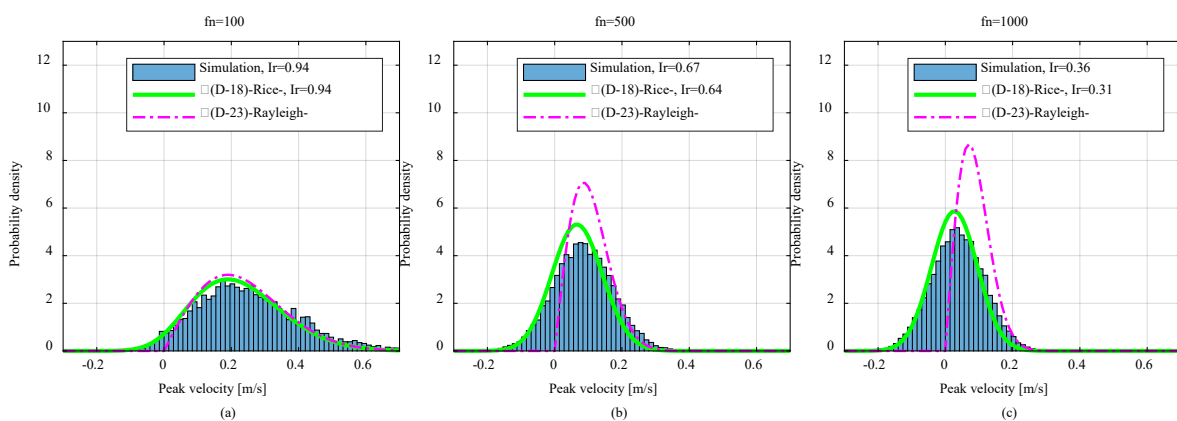 fn=100
13
12
10
8
6
4
2
0
Probability density
Simulation, Ir=0.94
□(D-18)-Rice-, Ir=0.94
□(D-23)-Rayleigh-
-0.2
0
0.2
0.4
0.6
Peak velocity [m/s]
(a)
fn=500
12
10
8
6
4
2
0
Probability density
Simulation, Ir=0.67
□(D-18)-Rice-, Ir=0.64
□(D-23)-Rayleigh-
-0.2
0
0.2
0.4
0.6
Peak velocity [m/s]
(b)
fn=1000
12
10
8
6
4
2
0
Probability density
Simulation, Ir=0.36
□(D-18)-Rice-, Ir=0.31
□(D-23)-Rayleigh-
-0.2
0
0.2
0.4
0.6
Peak velocity [m/s]
(c)